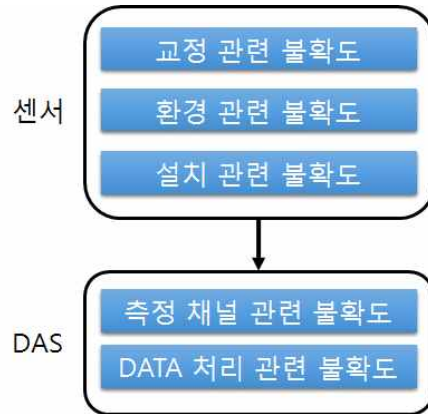 교정 관련 불확도
센서
환경 관련 불확도
설치 관련 불확도
측정 채널 관련 불확도
DAS
DATA 처리 관련 불확도